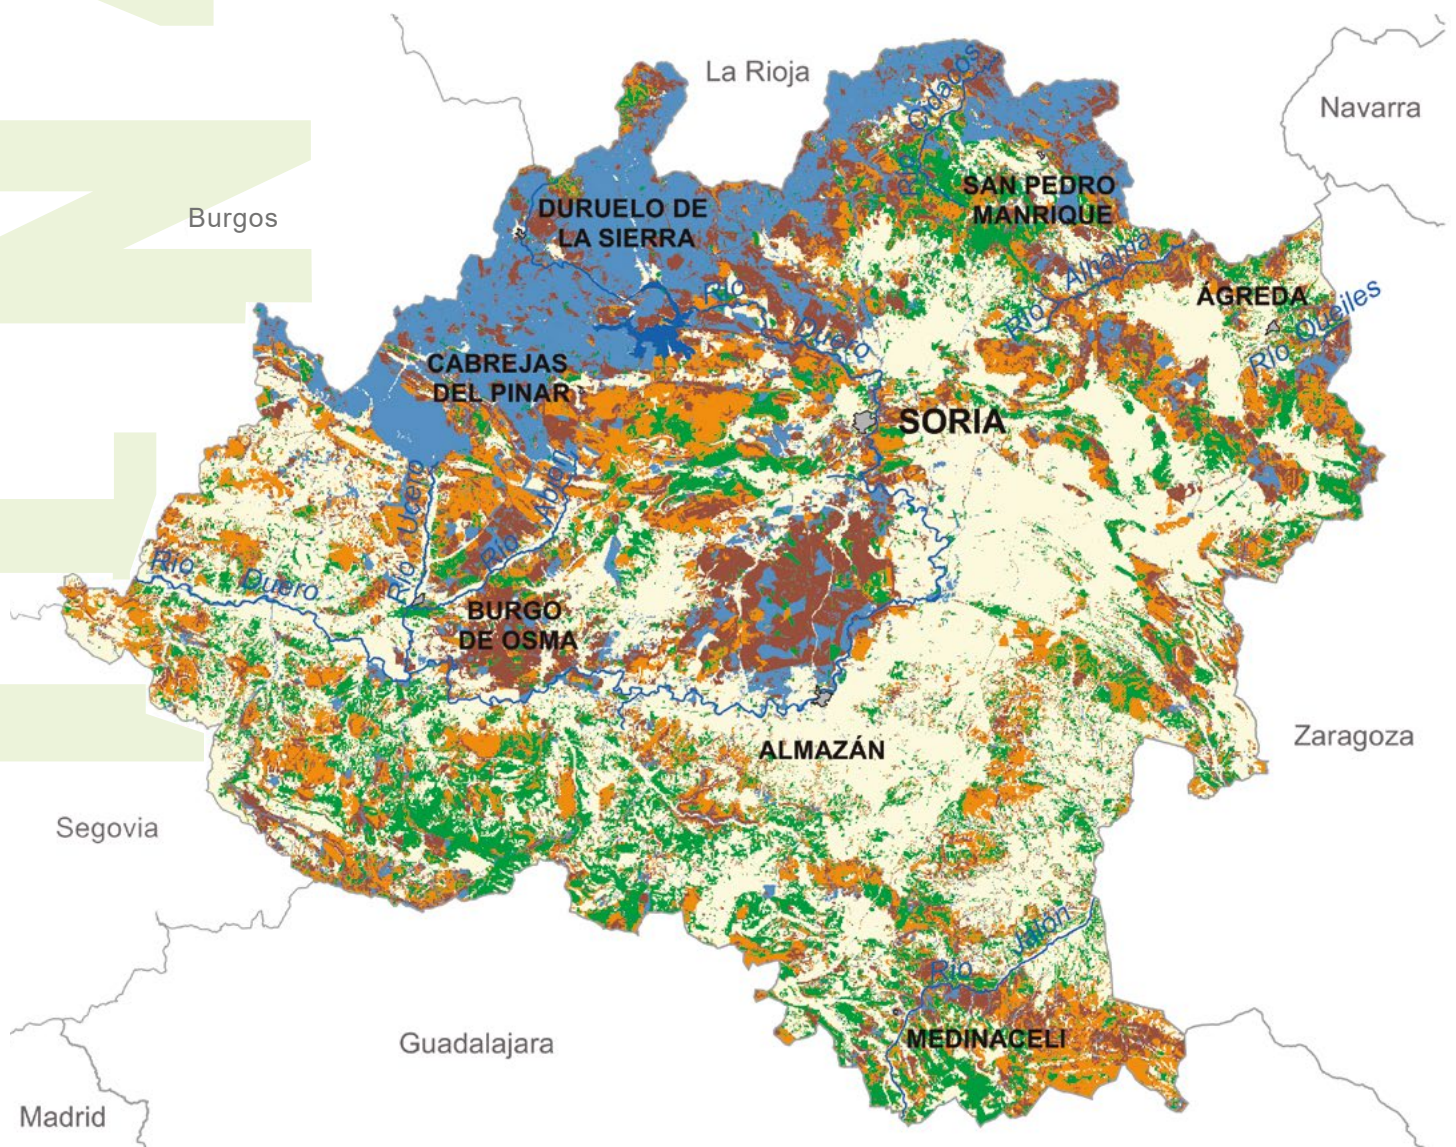 La Rioja
Navarra
Río Cidacos
SAN PEDRO
MANRIQUE
Burgos
DURUELO DE
LA SIERRA
Río Alhama
ÁGREDA
Río Queiles
Río Duero
CABREJAS
DEL PINAR
SORIA
Río Ucero
Río Abion
Río Duero
BURGO
DE OSMA
ALMAZÁN
Zaragoza
Segovia
Río Jalón
MEDINACELI
Guadalajara
Madrid